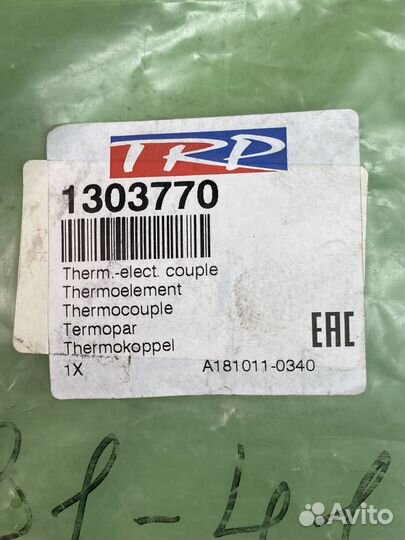 TRP
1303770
Therm.-elect. couple
Thermoelement
Thermocouple
Termopar
Thermokoppel
1X A181011-0340
EAC
Avito